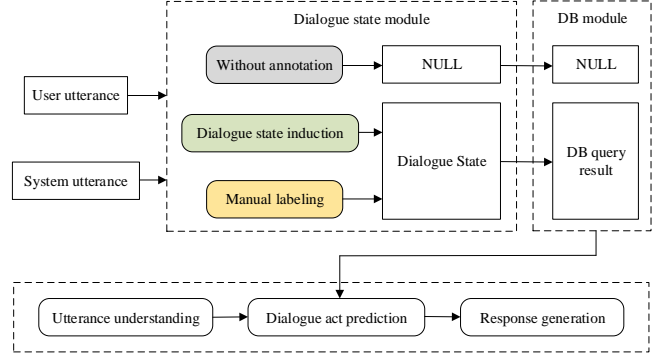 Dialogue state module
DB module
Without annotation
NULL
NULL
User utterance
Dialogue state induction
Dialogue State
DB query
result
System utterance
Manual labeling
Utterance understanding
Dialogue act prediction
Response generation